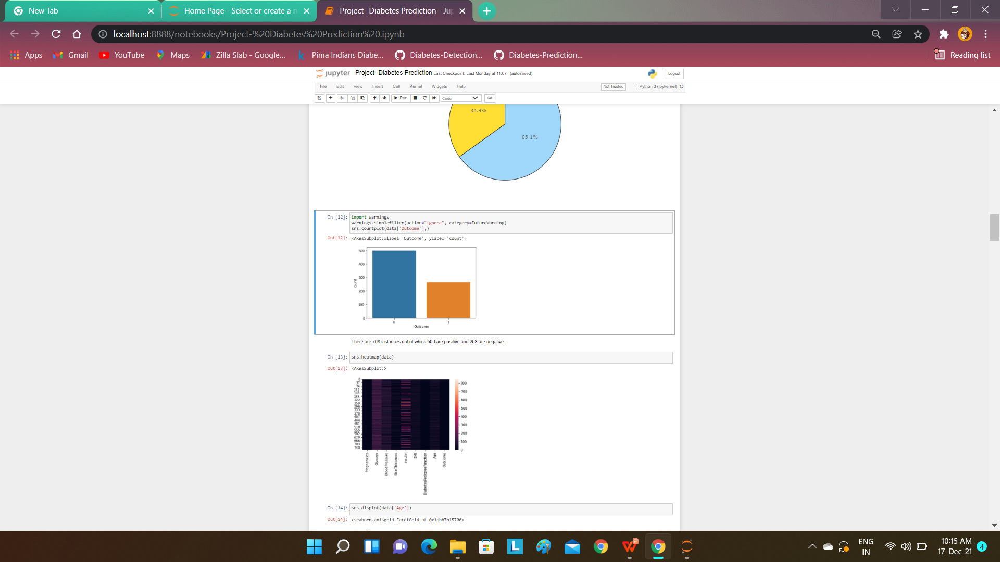 New Tab
Home Page - Select or create a n
Project- Diabetes Prediction - Jup
localhost:8888/notebooks/Project-%20Diabetes%20Prediction%20.ipynb
Apps
Gmail
YouTube
Maps
Zilla Slab - Google...
Pima Indians Diabe...
Diabetes-Detection...
Diabetes-Prediction...
Reading list
jupyter Project- Diabetes Prediction Last Checkpoint: Last Monday at 11:07 (autosaved)
Logout
File Edit View Insert Cell Kernel Widgets Help
Not Trusted
Python 3 (ipykernel)
Run
Code
34.9%
65.1%
In [12]:
import warnings
warnings.simplefilter(action="ignore", category=FutureWarning)
sns.countplot(data['Outcome'],)
Out[12]: <AxesSubplot:xlabel='Outcome', ylabel='count'>
500
400
300
200
100
0
count
0 1
Outcome
There are 768 instances out of which 500 are positive and 268 are negative.
In [13]: sns.heatmap(data)
Out[13]: <AxesSubplot:>
0
37
74
111
148
185
222
259
296
333
370
407
444
481
518
555
592
629
666
703
740
800
700
600
500
400
300
200
100
0
Pregnancies
Glucose
BloodPressure
SkinThickness
Insulin
BMI
DiabetesPedigreeFunction
Age
Outcome
In [14]: sns.displot(data['Age'])
Out[14]: <seaborn.axisgrid.FacetGrid at 0x1dbb7b15700>
ENG
IN
10:15 AM
17-Dec-21
4